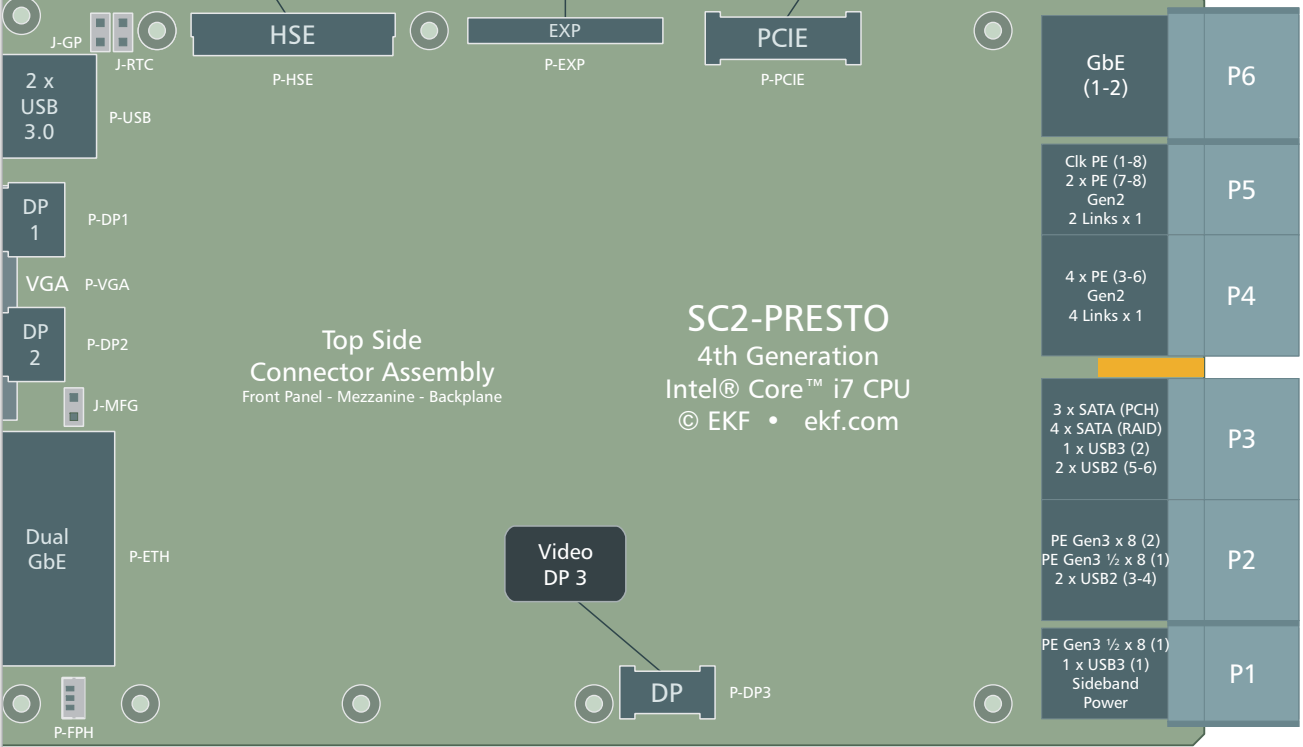 J-GP
J-RTC
HSE
P-HSE
EXP
P-EXP
PCIE
P-PCIE
2 x
USB
3.0
P-USB
DP
1
P-DP1
VGA
P-VGA
DP
2
P-DP2
J-MFG
Dual
GbE
P-ETH
P-FPH
Top Side
Connector Assembly
Front Panel - Mezzanine - Backplane
SC2-PRESTO
4th Generation
Intel® Core™ i7 CPU
© EKF • ekf.com
Video
DP 3
DP
P-DP3
GbE
(1-2)
P6
Clk PE (1-8)
2 x PE (7-8)
Gen2
2 Links x 1
P5
4 x PE (3-6)
Gen2
4 Links x 1
P4
3 x SATA (PCH)
4 x SATA (RAID)
1 x USB3 (2)
2 x USB2 (5-6)
P3
PE Gen3 x 8 (2)
PE Gen3 ½ x 8 (1)
2 x USB2 (3-4)
P2
PE Gen3 ½ x 8 (1)
1 x USB3 (1)
Sideband
Power
P1